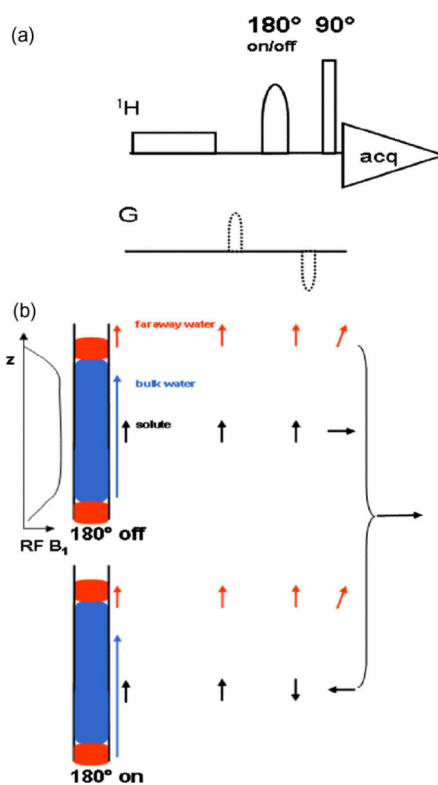 (a)
180° 90°
on/off
¹H
acq
G
(b)
faraway water
z
bulk water
solute
180° off
RF B₁
180° on